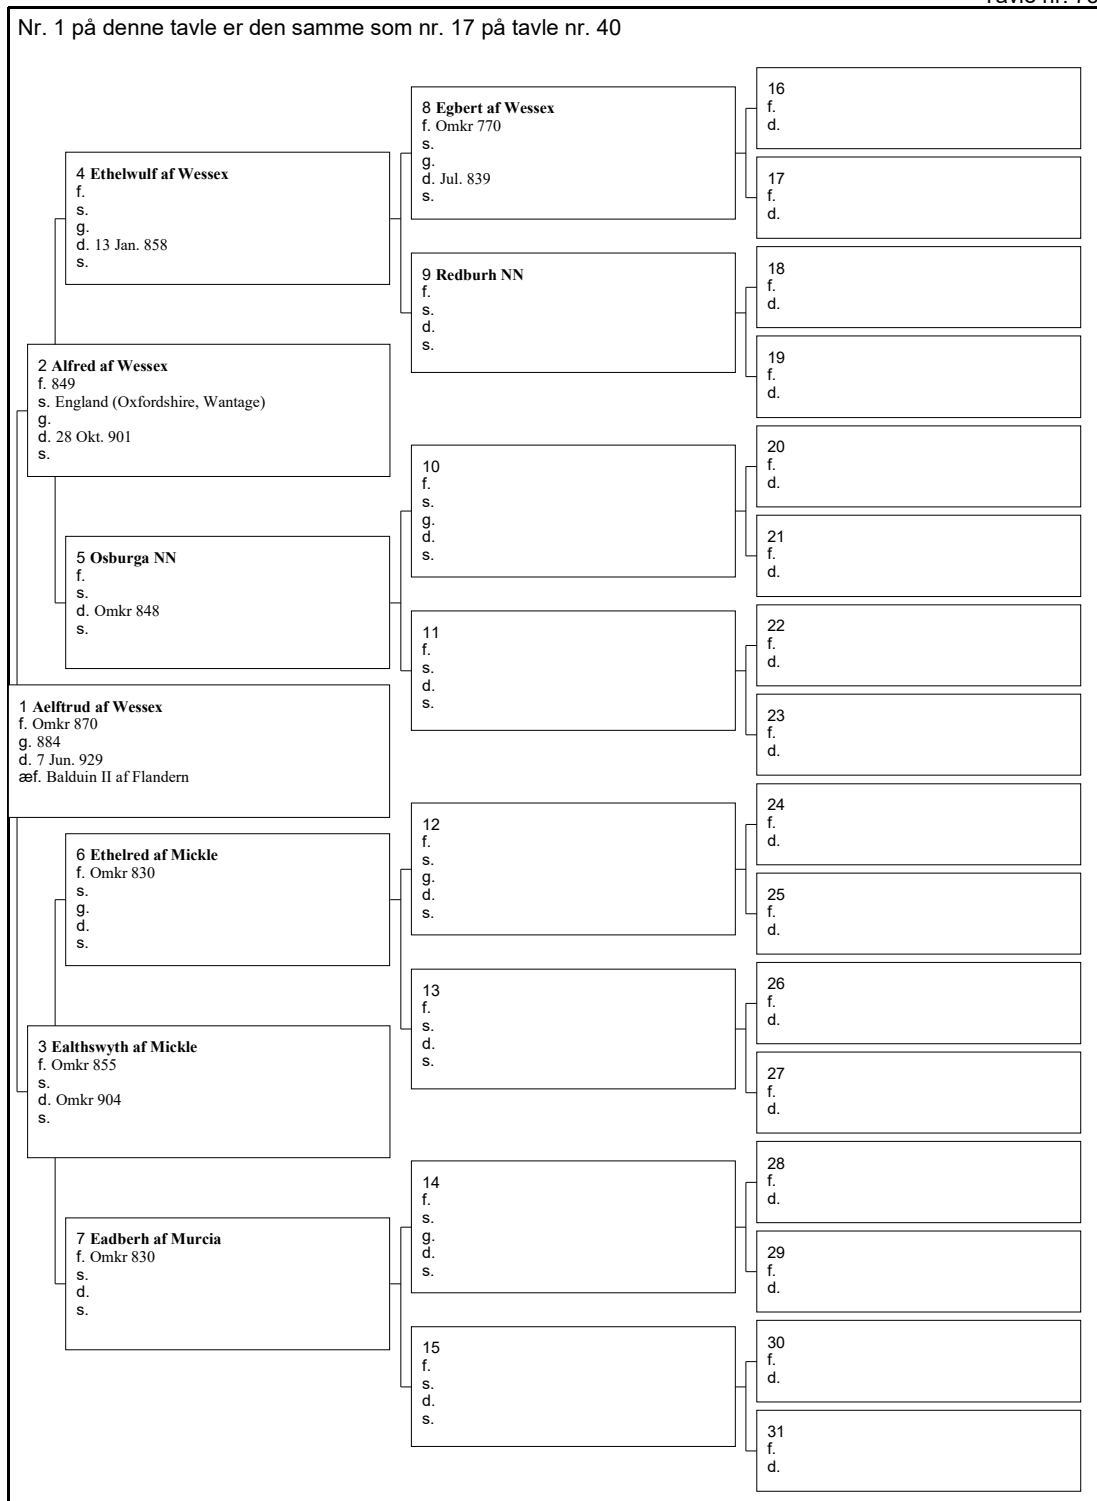 Nr. 1 på denne tavle er den samme som nr. 17 på tavle nr. 40
8 Egbert af Wessex
f. Omkr 770
s.
g.
d. Jul. 839
s.
16
f.
d.
17
f.
d.
4 Ethelwulf af Wessex
f.
s.
g.
d. 13 Jan. 858
s.
9 Redburh NN
f.
s.
d.
s.
18
f.
d.
19
f.
d.
2 Alfred af Wessex
f. 849
s. England (Oxfordshire, Wantage)
g.
d. 28 Okt. 901
s.
10
f.
s.
g.
d.
s.
20
f.
d.
21
f.
d.
5 Osburga NN
f.
s.
d. Omkr 848
s.
11
f.
s.
d.
s.
22
f.
d.
23
f.
d.
1 Aelftrud af Wessex
f. Omkr 870
g. 884
d. 7 Jun. 929
æf. Balduin II af Flandern
12
f.
s.
g.
d.
s.
24
f.
d.
25
f.
d.
6 Ethelred af Mickle
f. Omkr 830
s.
g.
d.
s.
13
f.
s.
d.
s.
26
f.
d.
27
f.
d.
3 Ealthswyth af Mickle
f. Omkr 855
s.
d. Omkr 904
s.
14
f.
s.
g.
d.
s.
28
f.
d.
29
f.
d.
7 Eadberh af Murcia
f. Omkr 830
s.
d.
s.
15
f.
s.
d.
s.
30
f.
d.
31
f.
d.